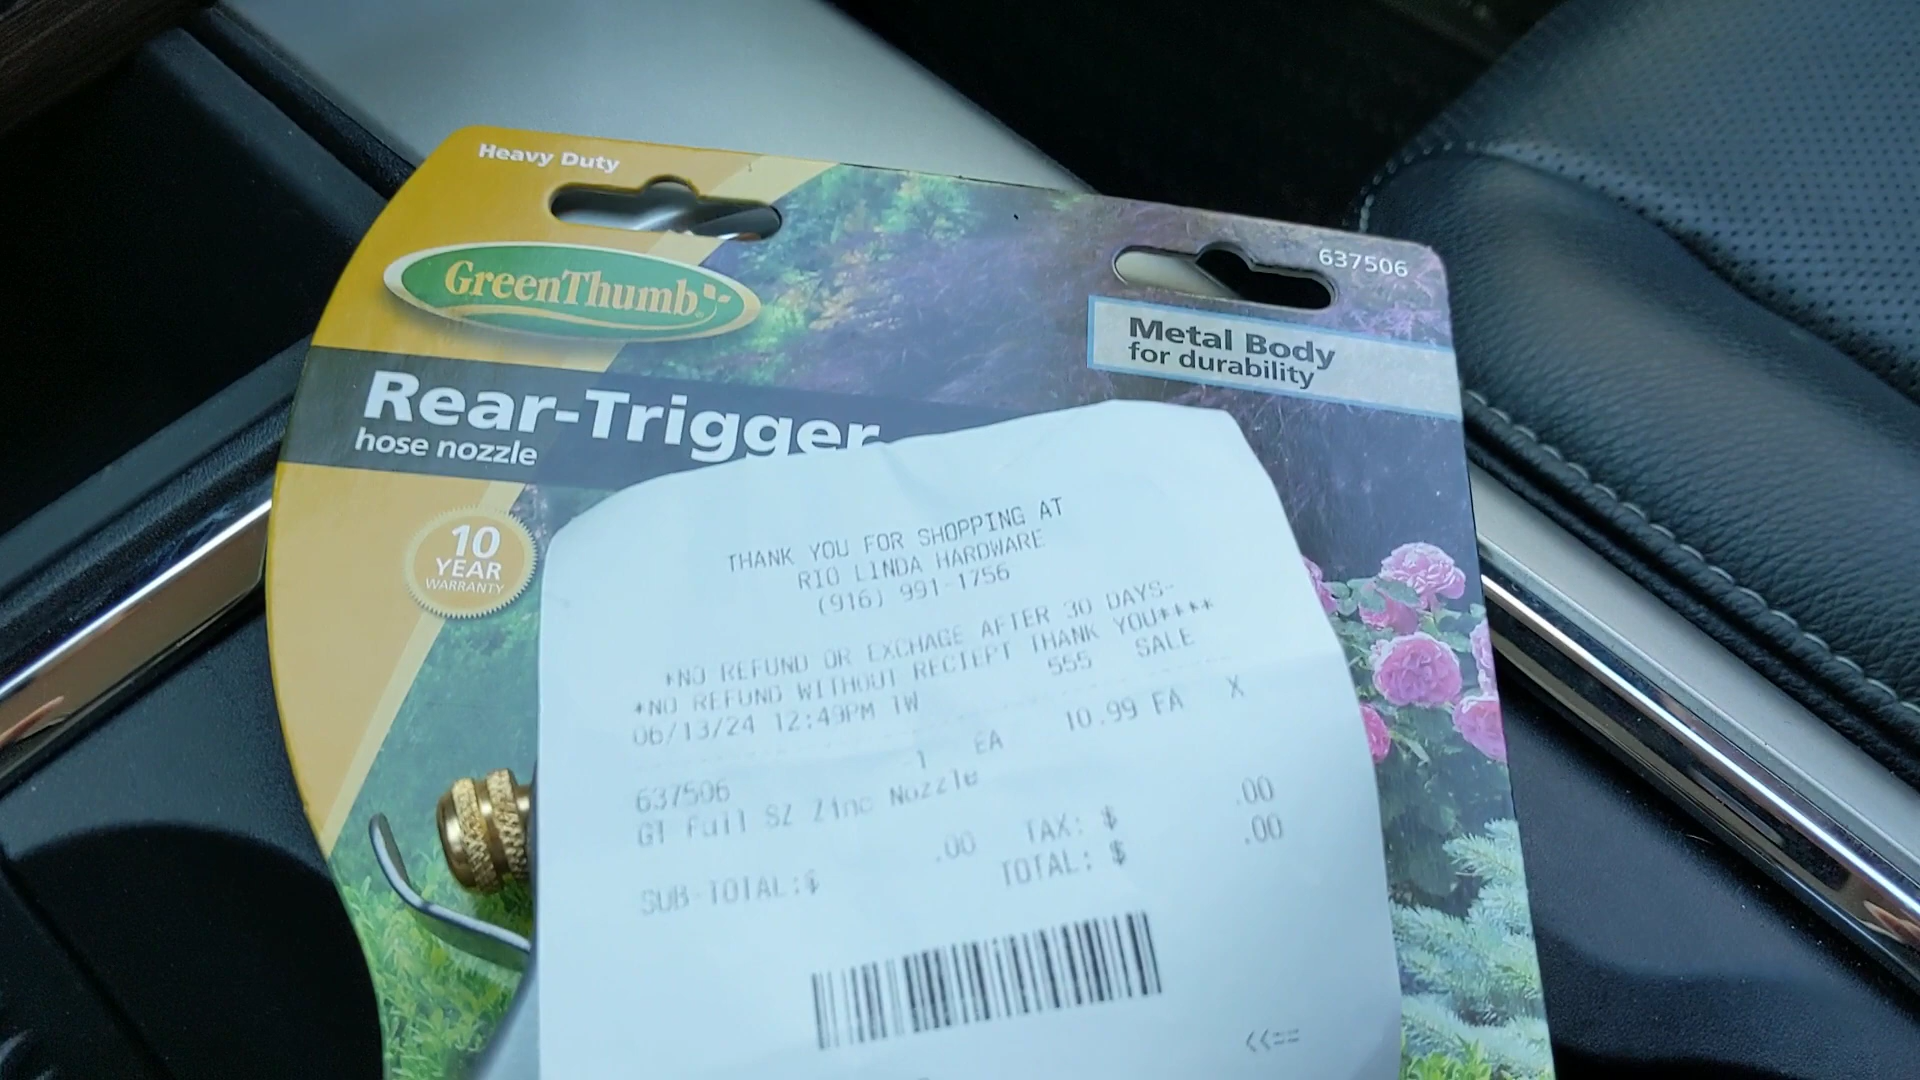 Heavy Duty
GreenThumb®
637506
Metal Body
for durability
Rear-Trigger
hose nozzle
10
YEAR
WARRANTY
THANK YOU FOR SHOPPING AT
RIO LINDA HARDWARE
(916) 991-1756
*NO REFUND OR EXCHAGE AFTER 30 DAYS-
*NO REFUND WITHOUT RECIEPT THANK YOU****
06/13/24 12:49PM IW 555 SALE
637506 1 EA 10.99 EA X
GT Full SZ Zinc Nozzle
SUB-TOTAL:$ .00 TAX: $ .00
TOTAL: $ .00
<<==